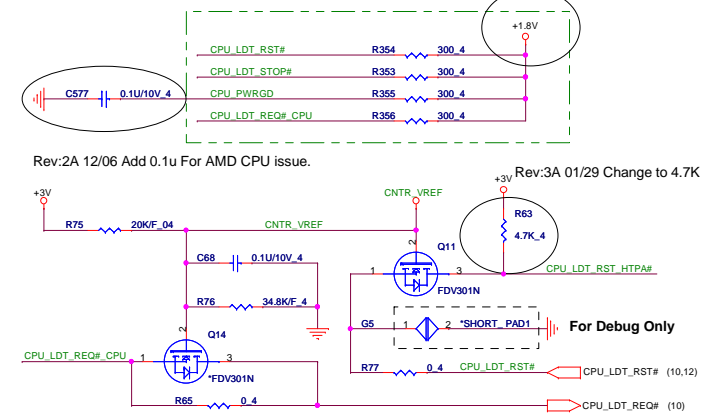 +1.8V
CPU_LDT_RST# R354 300_4
CPU_LDT_STOP# R353 300_4
C577 0.1U/10V_4 CPU_PWRGD R355 300_4
CPU_LDT_REQ#_CPU R356 300_4
Rev:2A 12/06 Add 0.1u For AMD CPU issue.
Rev:3A 01/29 Change to 4.7K
+3V CNTR_VREF +3V
R75 20K/F_04 CNTR_VREF R63
4.7K_4
Q11
2
C68 0.1U/10V_4
1 3 CPU_LDT_RST_HTPA#
FDV301N
R76 34.8K/F_4
G5 1 2 *SHORT_ PAD1 For Debug Only
2 Q14
CPU_LDT_REQ#_CPU 1 3
*FDV301N
R77 0_4 CPU_LDT_RST# CPU_LDT_RST# (10,12)
R65 0_4 CPU_LDT_REQ# (10)